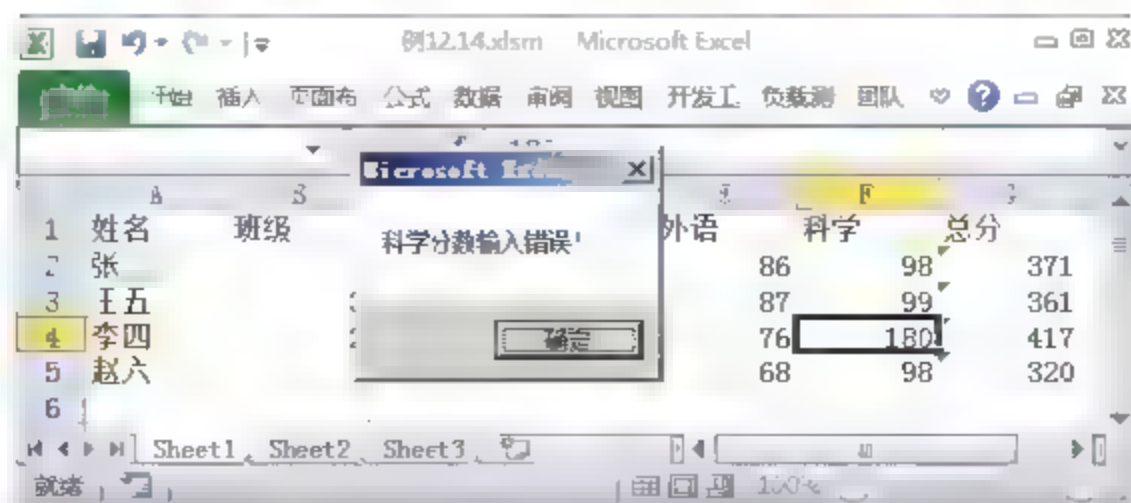 例12.14.xlsm Microsoft Excel
开始 插入 页面布 公式 数据 审阅 视图 开发工 负载测 团队
Microsoft
A B E F G
1 姓名 班级 外语 科学 总分
2 张 86 98 371
3 王五 87 99 361
4 李四 76 180 417
5 赵六 68 98 320
6
科学分数输入错误!
确定
Sheet1 Sheet2 Sheet3
就绪 100%